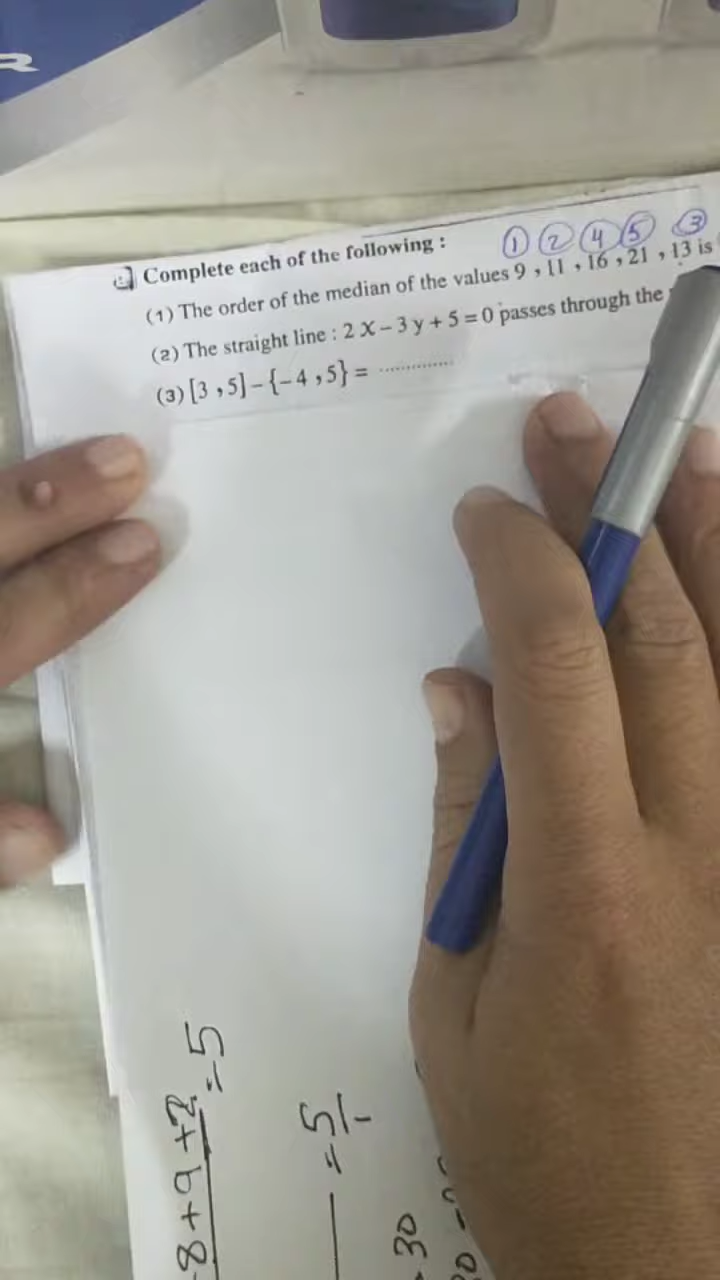 R
Complete each of the following :
① ② ④ ⑤ ③
(1) The order of the median of the values 9 , 11 , 16 , 21 , 13 is
(2) The straight line : 2 X – 3 y + 5 = 0 passes through the
(3) [3 , 5] – {– 4 , 5} = ..............
8 + 9 + 2 = 5
= 5/1
30